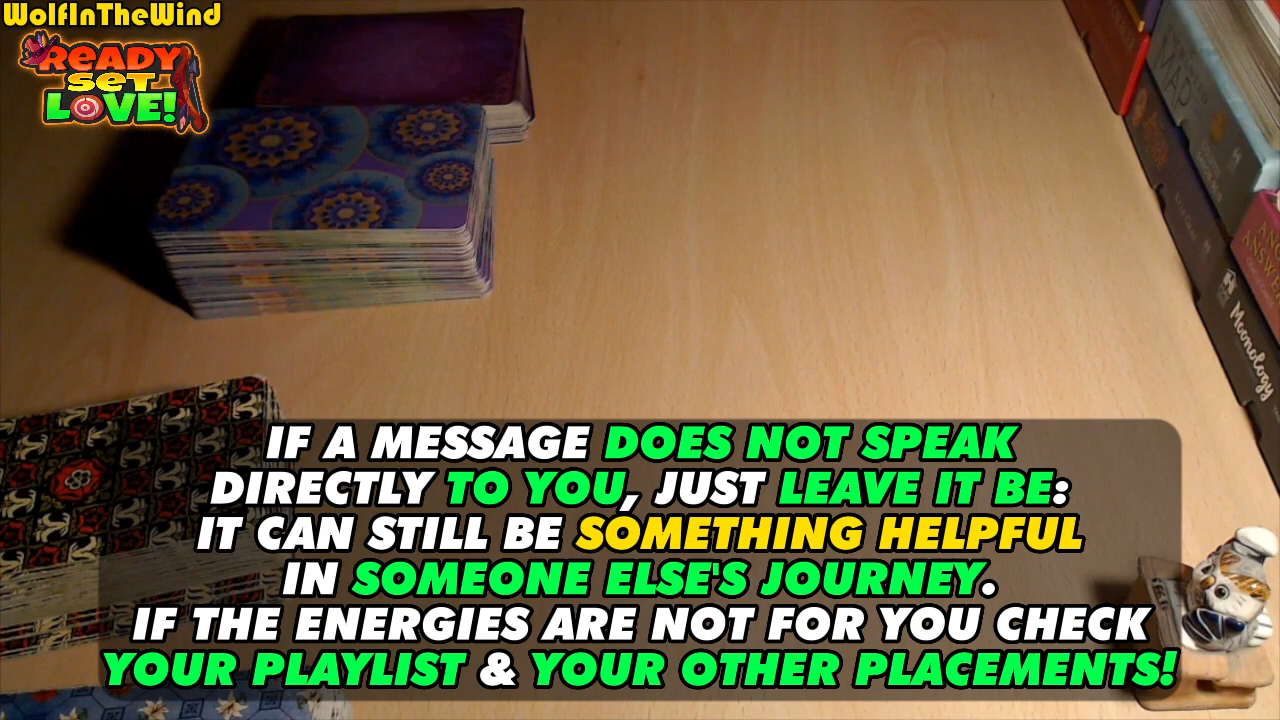 WolfInTheWind
READY
SET
LOVE!
MAP
Moonology
IF A MESSAGE DOES NOT SPEAK
DIRECTLY TO YOU, JUST LEAVE IT BE:
IT CAN STILL BE SOMETHING HELPFUL
IN SOMEONE ELSE'S JOURNEY.
IF THE ENERGIES ARE NOT FOR YOU CHECK
YOUR PLAYLIST & YOUR OTHER PLACEMENTS!